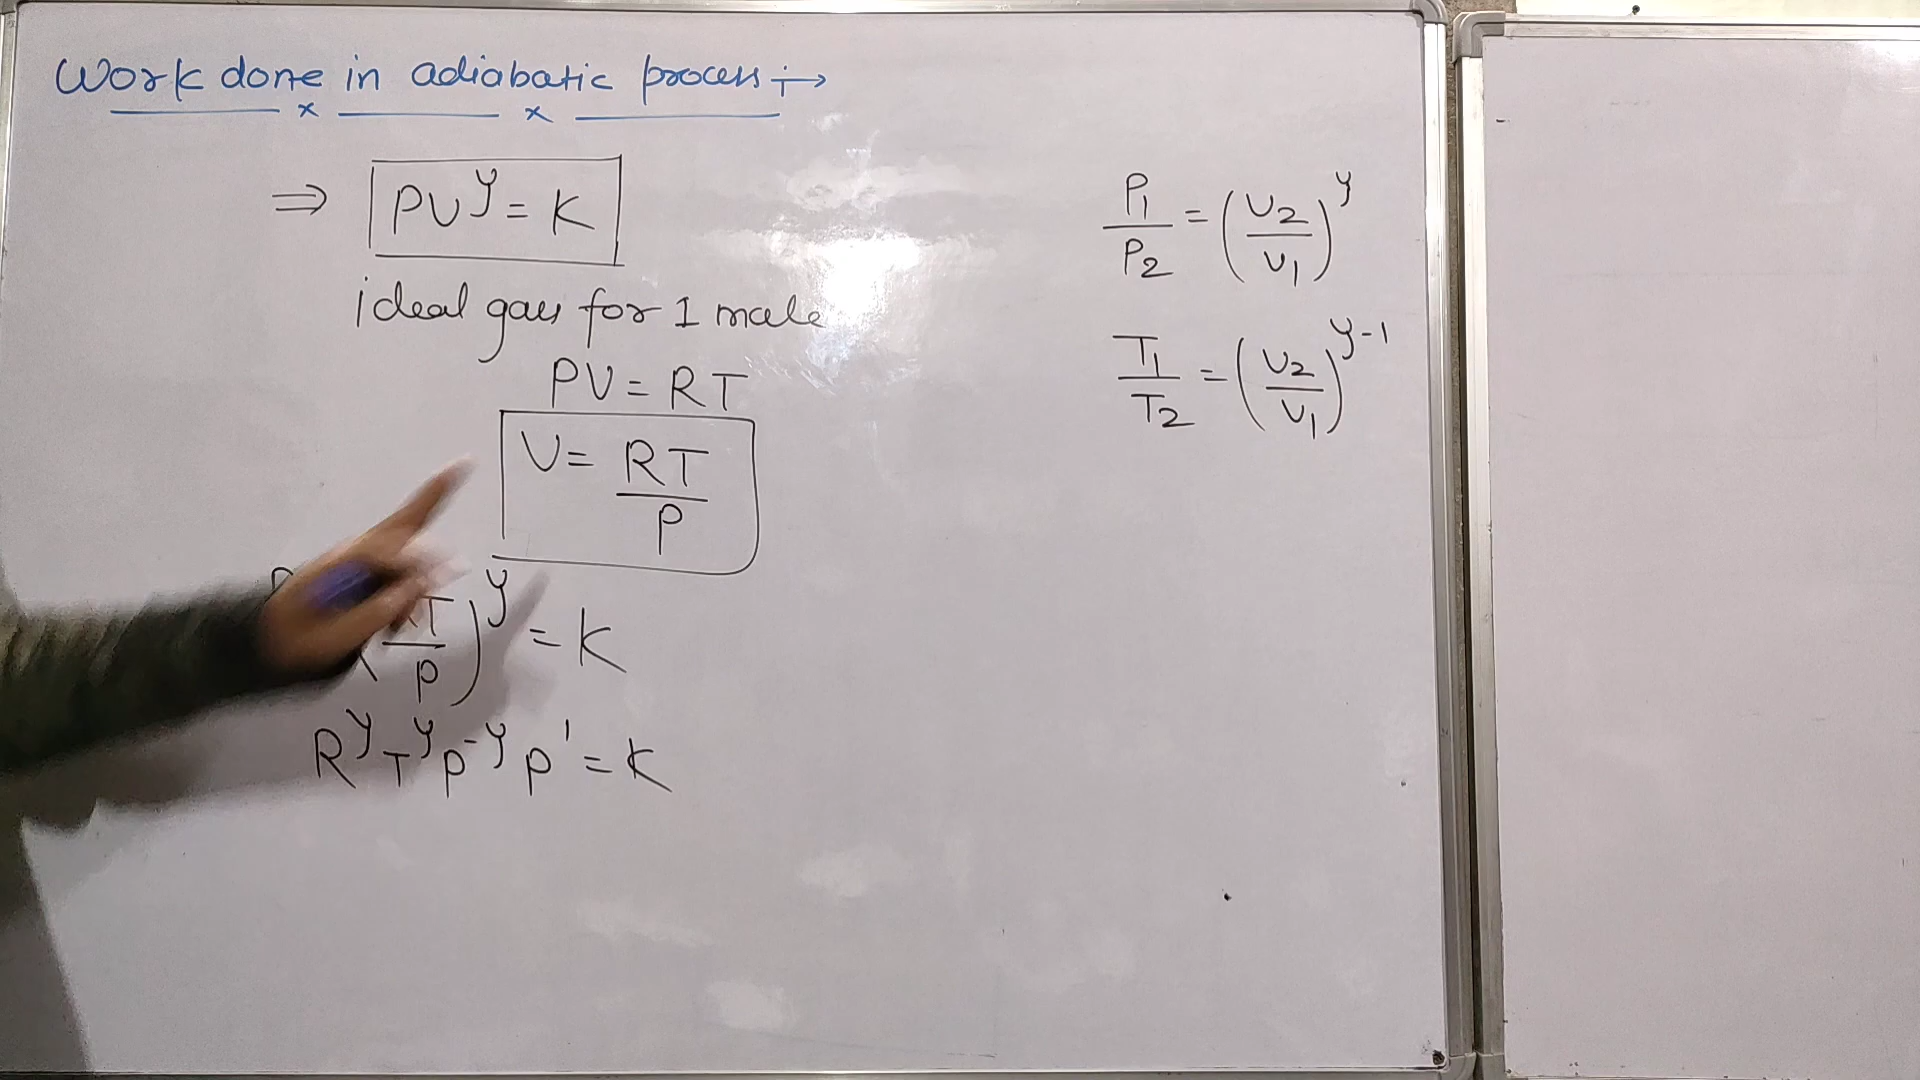 Work done in adiabatic process :→
⇒ PV^γ = K
ideal gas for 1 mole
PV = RT
V = RT/P
P(RT/P)^γ = K
R^γ T^γ P^-γ P^1 = K
P1/P2 = (V2/V1)^γ
T1/T2 = (V2/V1)^γ-1